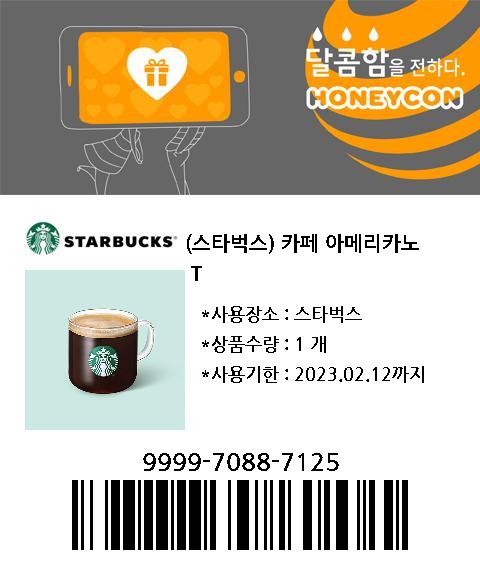 달콤함을 전하다.
HONEYCON
STARBUCKS (스타벅스) 카페 아메리카노
T
*사용장소 : 스타벅스
*상품수량 : 1 개
*사용기한 : 2023.02.12까지
9999-7088-7125